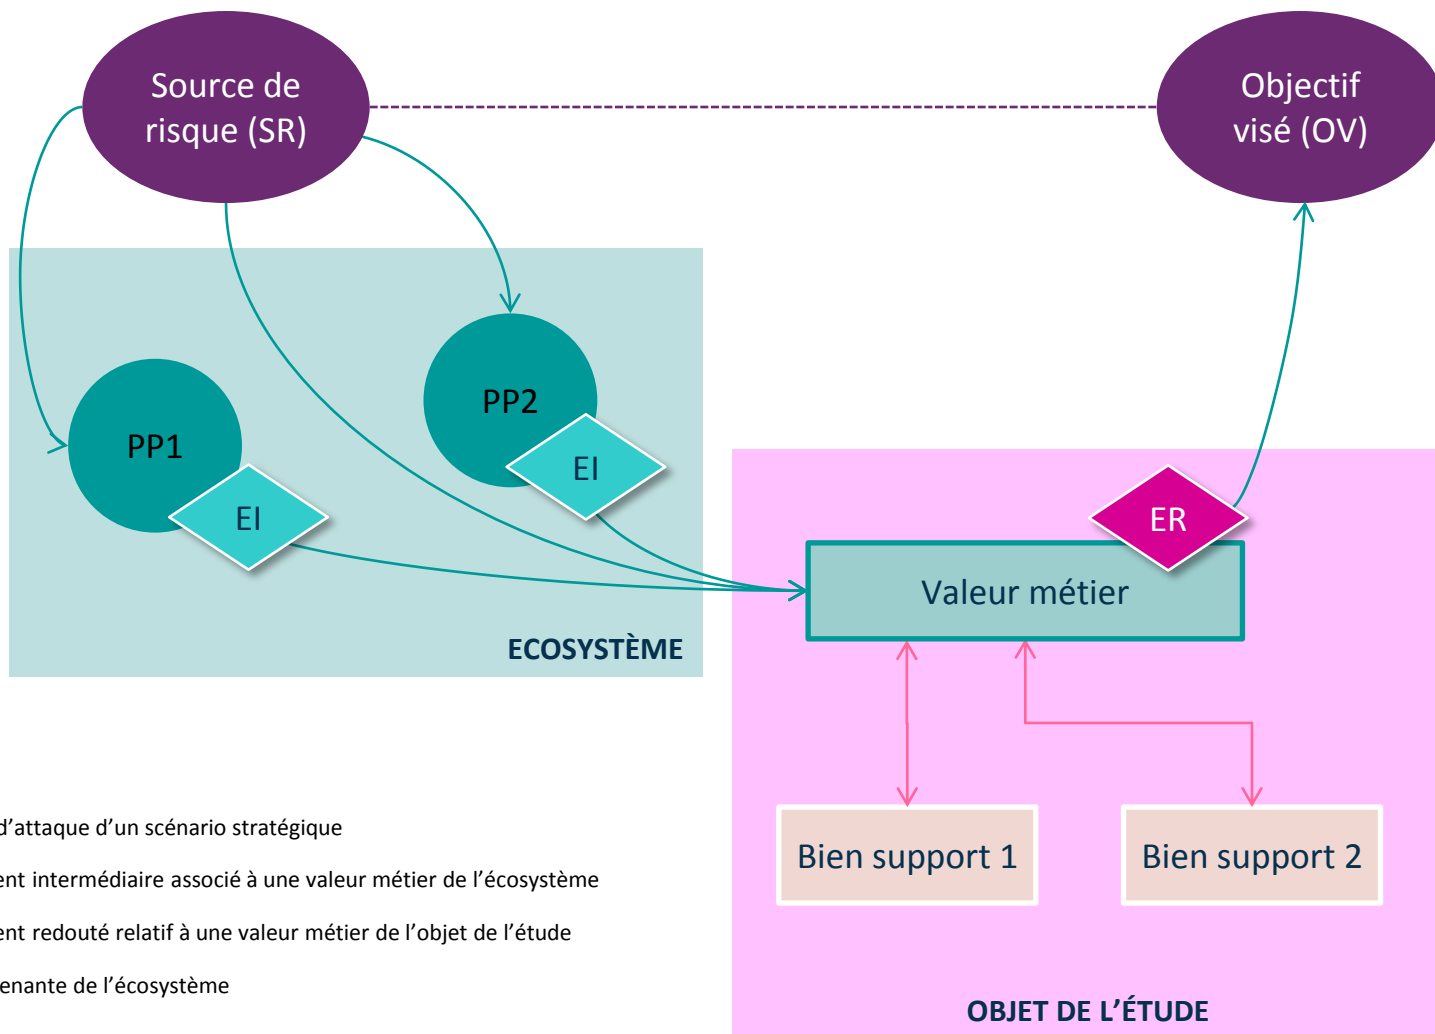 Source de
risque (SR)
Objectif
visé (OV)
PP1
EI
PP2
EI
ECOSYSTÈME
ER
Valeur métier
Bien support 1
Bien support 2
OBJET DE L’ÉTUDE
d’attaque d’un scénario stratégique
ent intermédiaire associé à une valeur métier de l’écosystème
ent redouté relatif à une valeur métier de l’objet de l’étude
enante de l’écosystème